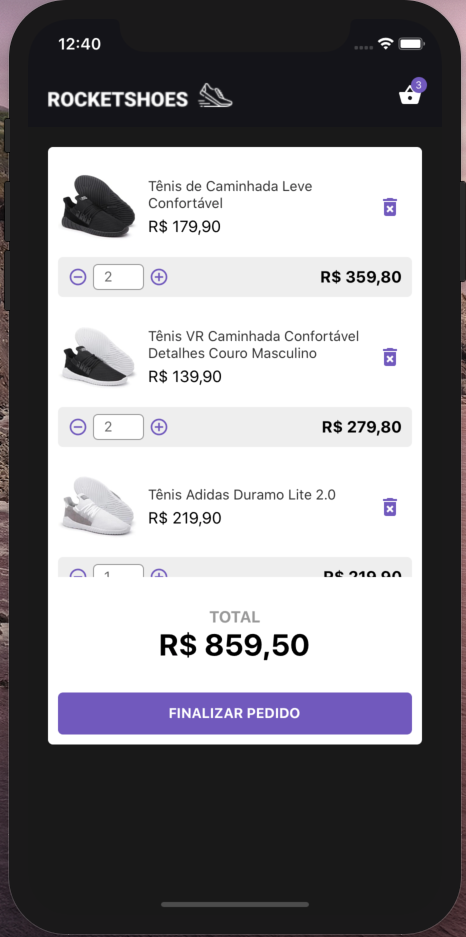 12:40
ROCKETSHOES
3
Tênis de Caminhada Leve
Confortável
R$ 179,90
2
R$ 359,80
Tênis VR Caminhada Confortável
Detalhes Couro Masculino
R$ 139,90
2
R$ 279,80
Tênis Adidas Duramo Lite 2.0
R$ 219,90
1
R$ 219,90
TOTAL
R$ 859,50
FINALIZAR PEDIDO